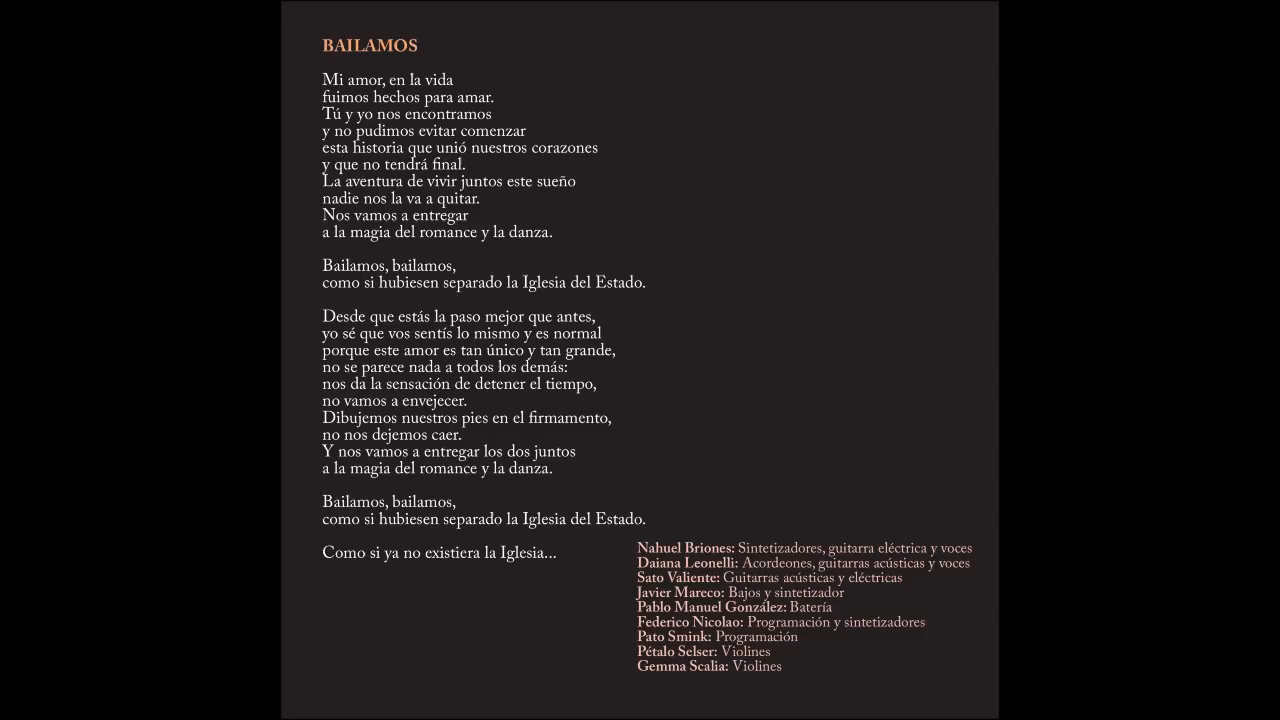 BAILAMOS
Mi amor, en la vida
fuimos hechos para amar.
Tú y yo nos encontramos
y no pudimos evitar comenzar
esta historia que unió nuestros corazones
y que no tendrá final.
La aventura de vivir juntos este sueño
nadie nos la va a quitar.
Nos vamos a entregar
a la magia del romance y la danza.
Bailamos, bailamos,
como si hubiesen separado la Iglesia del Estado.
Desde que estás la paso mejor que antes,
yo sé que vos sentís lo mismo y es normal
porque este amor es tan único y tan grande,
no se parece nada a todos los demás:
nos da la sensación de detener el tiempo,
no vamos a envejecer.
Dibujemos nuestros pies en el firmamento,
no nos dejemos caer.
Y nos vamos a entregar los dos juntos
a la magia del romance y la danza.
Bailamos, bailamos,
como si hubiesen separado la Iglesia del Estado.
Como si ya no existiera la Iglesia...
Nahuel Briones: Sintetizadores, guitarra eléctrica y voces
Daiana Leonelli: Acordeones, guitarras acústicas y voces
Sato Valiente: Guitarras acústicas y eléctricas
Javier Mareco: Bajos y sintetizador
Pablo Manuel González: Batería
Federico Nicolao: Programación y sintetizadores
Pato Smink: Programación
Pétalo Selser: Violines
Gemma Scalia: Violines